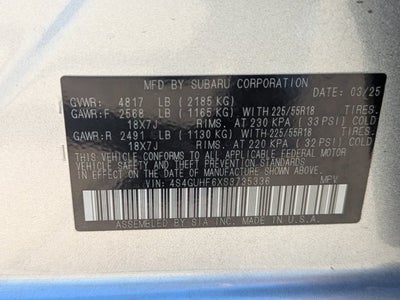 MFD.BY SUBARU CORPORATION 03/25
GVWR: 4817 LB (2185 KG)
GAWR:F 2568 LB (1165 KG) WITH 225/55R18
18X7J RIMS. AT 230 KPA (33 PSI) COLD
GAWR:R 2491 LB (1130 KG) WITH 225/55R18
18X7J RIMS. AT 220 KPA (32 PSI) COLD
THIS VEHICLE CONFORMS TO ALL APPLICABLE FEDERAL MOTOR
VEHICLE SAFETY AND THEFT PREVENTION STANDARDS IN
EFFECT ON THE DATE OF MANUFACTURE SHOWN ABOVE.
VIN: 4S4GUHF6XS3735336 MPV
ASSEMBLED BY SIA INC. MADE IN U.S.A.